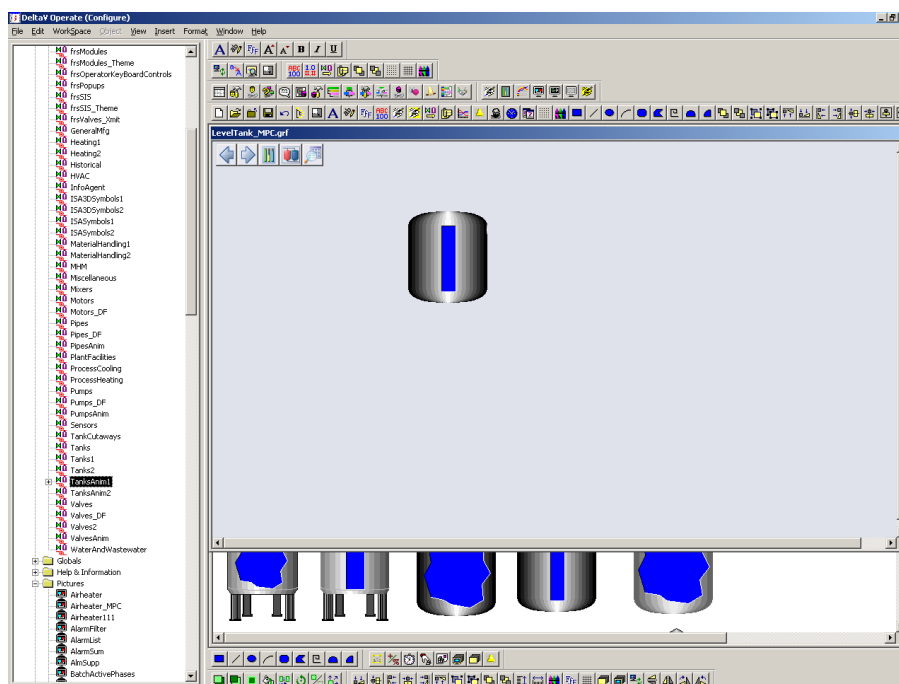 DeltaV Operate (Configure)
File Edit WorkSpace Object View Insert Format Window Help
frsModules
frsModules_Theme
frsOperatorKeyBoardControls
frsPopups
frsSIS
frsSIS_Theme
frsValves_Xmit
GeneralMfg
Heating1
Heating2
Historical
HVAC
InfoAgent
ISA3DSymbols1
ISA3DSymbols2
ISASymbols1
ISASymbols2
MaterialHandling1
MaterialHandling2
MHM
Miscellaneous
Mixers
Motors
Motors_DF
Pipes
Pipes_DF
PipesAnim
PlantFacilities
ProcessCooling
ProcessHeating
Pumps
Pumps_DF
PumpsAnim
Sensors
TankCutaways
Tanks
Tanks1
Tanks2
TanksAnim1
TanksAnim2
Valves
Valves_DF
Valves2
ValvesAnim
WaterAndWastewater
Globals
Help & Information
Pictures
Airheater
Airheater_MPC
Airheater111
AlarmFilter
AlarmList
AlarmSum
AlmSupp
BatchActivePhases
LevelTank_MPC.grf